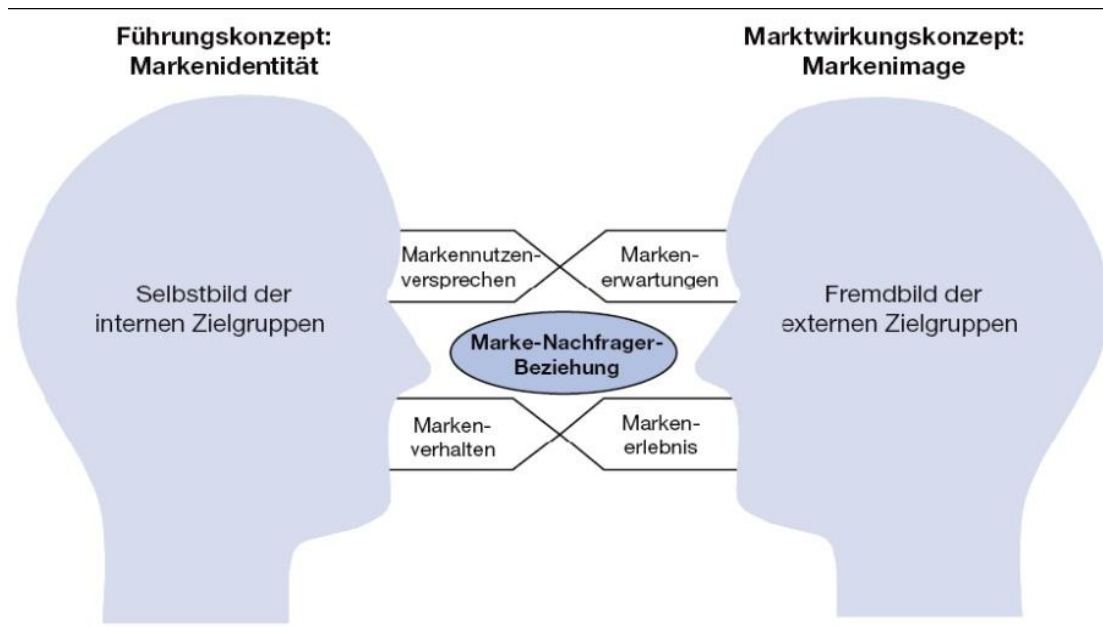 Führungskonzept:
Markenidentität
Marktwirkungskonzept:
Markenimage
Markennutzen-
versprechen
Marken-
erwartungen
Selbstbild der
internen Zielgruppen
Fremdbild der
externen Zielgruppen
Marke-Nachfrager-
Beziehung
Marken-
verhalten
Marken-
erlebnis